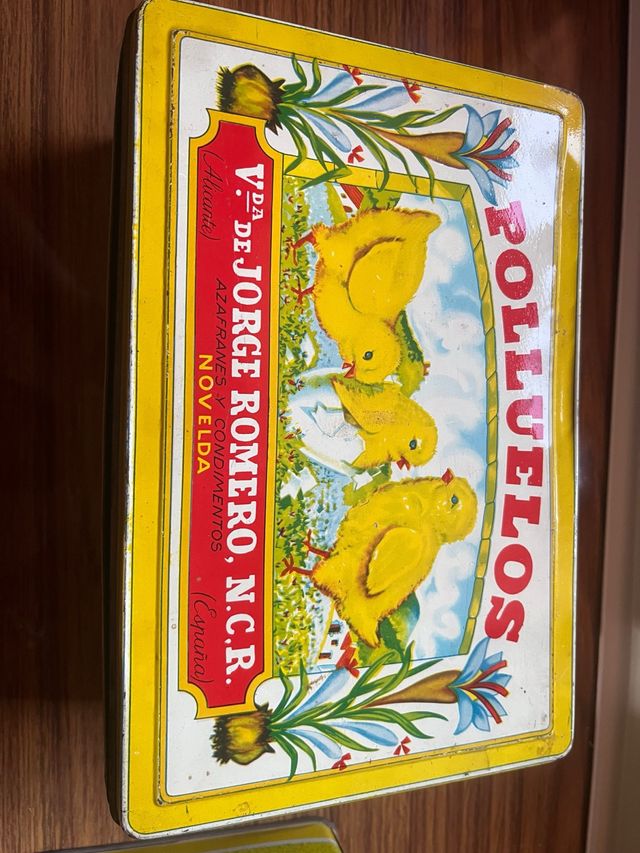 POLLUELOS
V.DA DE JORGE ROMERO, N.C.R.
AZAFRANES Y CONDIMENTOS
(Alicante) NOVELDA (España)